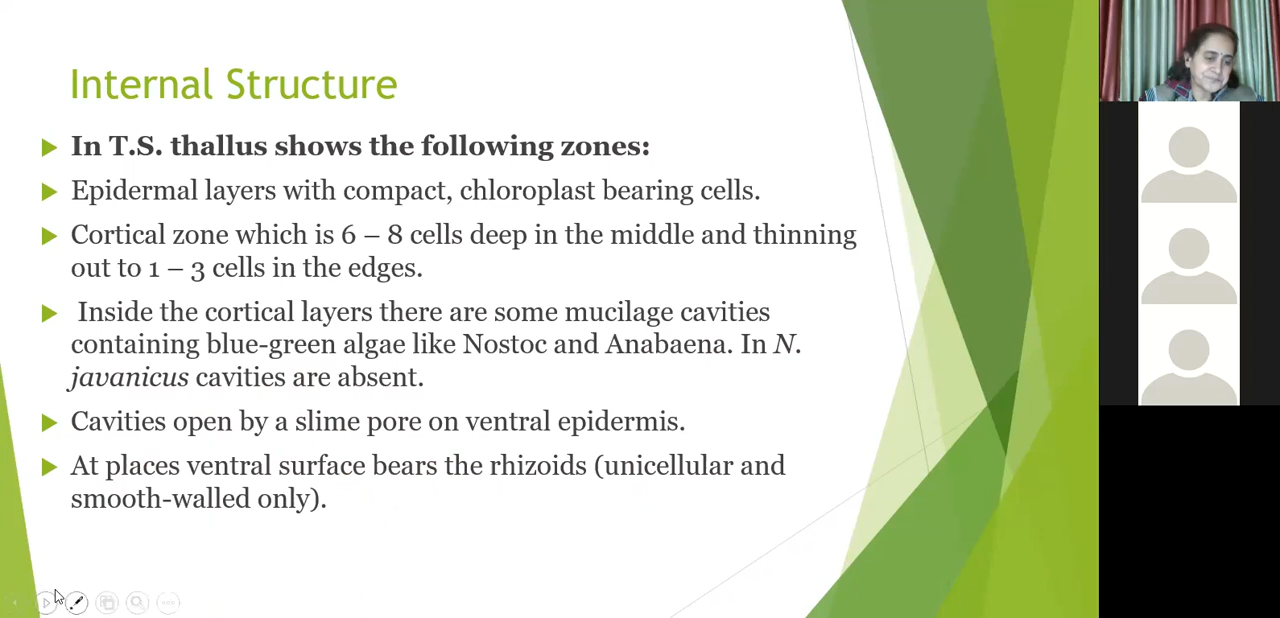 Internal Structure
In T.S. thallus shows the following zones:
Epidermal layers with compact, chloroplast bearing cells.
Cortical zone which is 6 – 8 cells deep in the middle and thinning
out to 1 – 3 cells in the edges.
Inside the cortical layers there are some mucilage cavities
containing blue-green algae like Nostoc and Anabaena. In N.
javanicus cavities are absent.
Cavities open by a slime pore on ventral epidermis.
At places ventral surface bears the rhizoids (unicellular and
smooth-walled only).